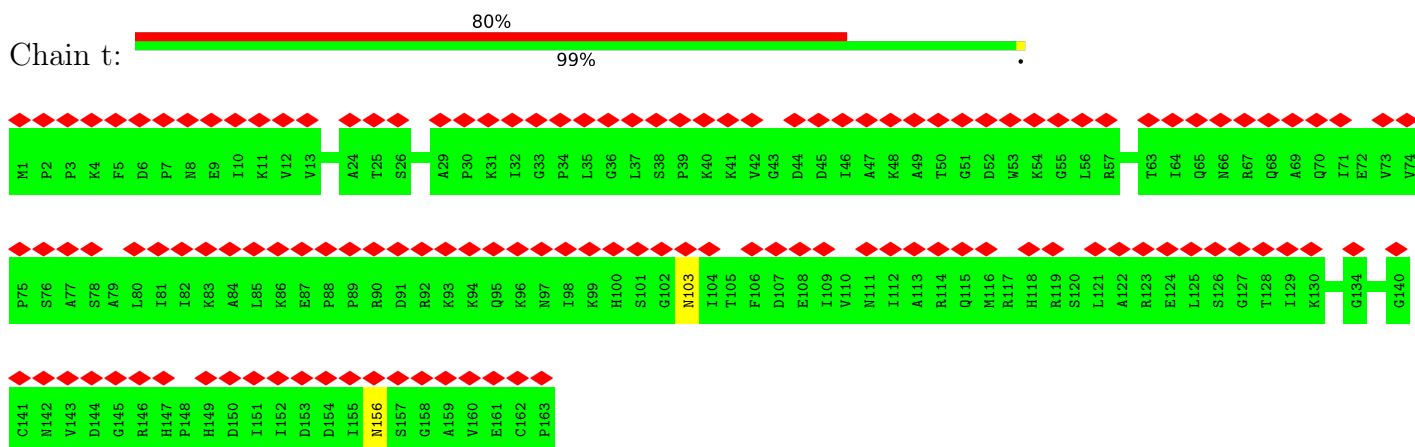 80%
Chain t:
99%
.
M1 P2 P3 K4 F5 D6 P7 N8 E9 I10 K11 V12 V13 A24 T25 S26 A29 P30 K31 I32 G33 P34 L35 G36 L37 S38 P39 K40 K41 V42 G43 D44 D45 I46 A47 K48 A49 T50 G51 D52 W53 K54 G55 L56 R57 T63 I64 Q65 N66 R67 Q68 A69 Q70 I71 E72 V73 V74
P75 S76 A77 S78 A79 L80 I81 I82 K83 A84 L85 K86 E87 P88 P89 R90 D91 R92 K93 K94 Q95 K96 N97 I98 K99 H100 S101 G102 N103 I104 T105 F106 D107 E108 I109 V110 N111 I112 A113 R114 Q115 M116 R117 H118 R119 S120 L121 A122 R123 E124 L125 S126 G127 T128 I129 K130 G134 G140
C141 N142 V143 D144 G145 R146 H147 P148 H149 D150 I151 I152 D153 D154 I155 N156 S157 G158 A159 V160 E161 C162 P163